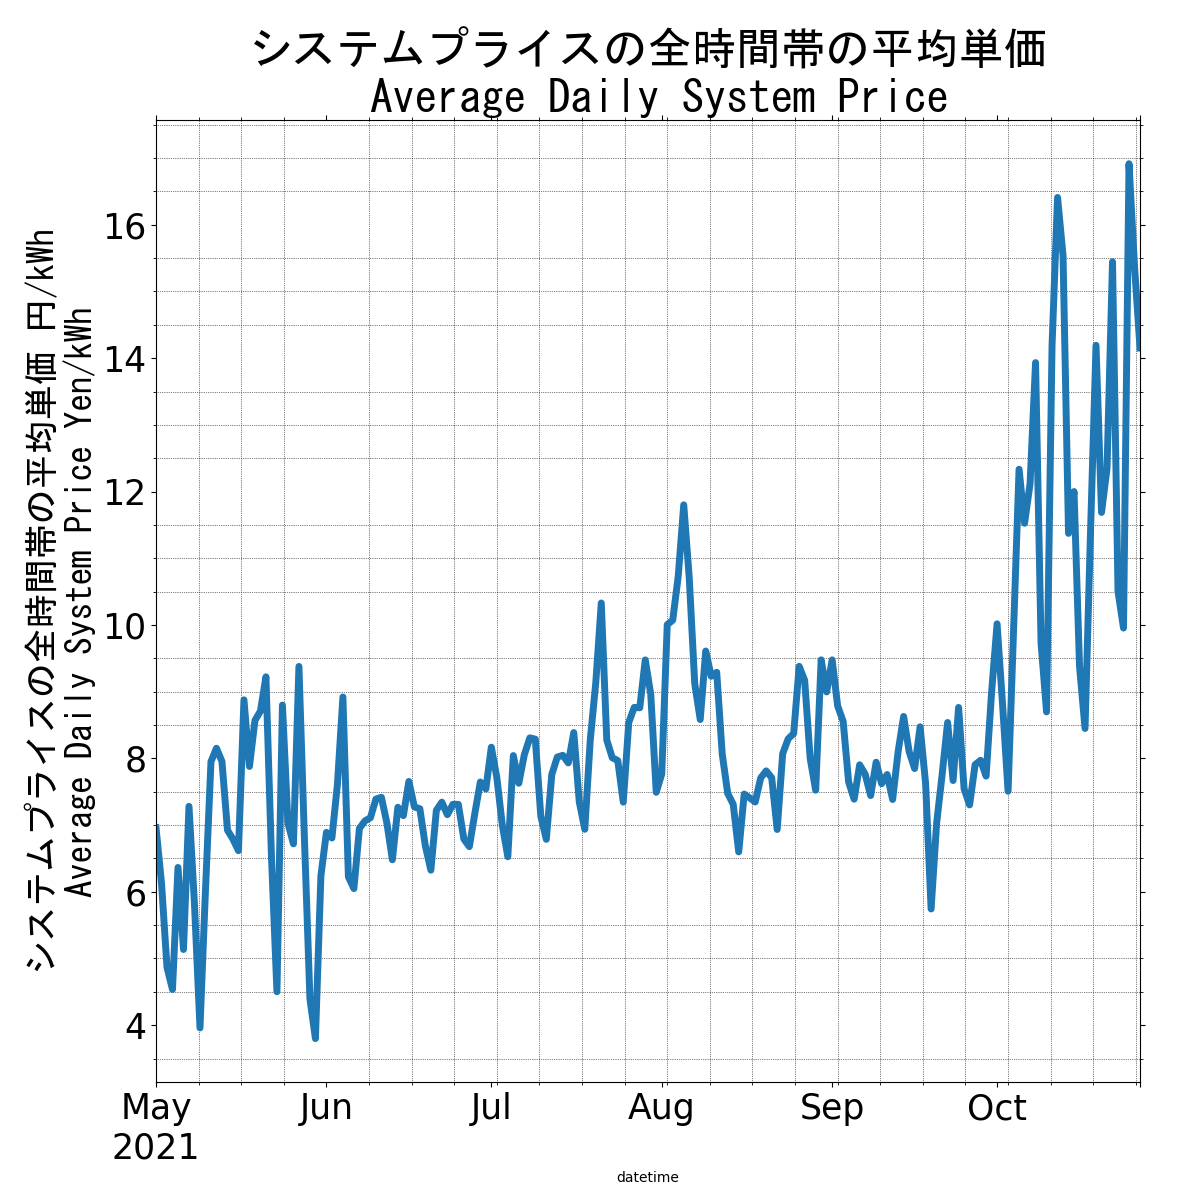 システムプライスの全時間帯の平均単価
Average Daily System Price
システムプライスの全時間帯の平均単価 円/kWh
Average Daily System Price Yen/kWh
16
14
12
10
8
6
4
May
2021
Jun
Jul
Aug
Sep
Oct
datetime